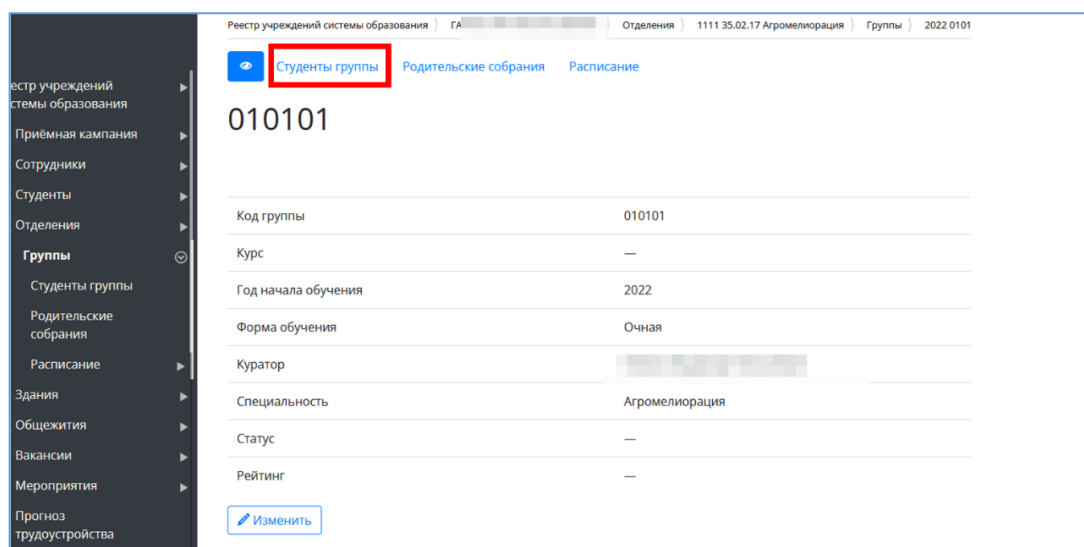 Реестр учреждений системы образования 〉 ГА 〉 Отделения 〉 1111 35.02.17 Агромелиорация 〉 Группы 〉 2022 0101
Студенты группы Родительские собрания Расписание
010101
естр учреждений
стемы образования
Приёмная кампания
Сотрудники
Студенты
Отделения
Группы
Студенты группы
Родительские
собрания
Расписание
Здания
Общежития
Вакансии
Мероприятия
Прогноз
трудоустройства
Код группы 010101
Курс —
Год начала обучения 2022
Форма обучения Очная
Куратор
Специальность Агромелиорация
Статус —
Рейтинг —
Изменить